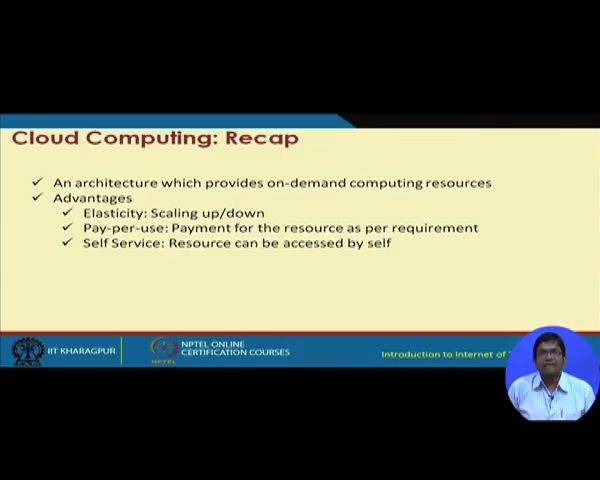 Cloud Computing: Recap
An architecture which provides on-demand computing resources
Advantages
Elasticity: Scaling up/down
Pay-per-use: Payment for the resource as per requirement
Self Service: Resource can be accessed by self
IIT KHARAGPUR
NPTEL
NPTEL ONLINE
CERTIFICATION COURSES
Introduction to Internet of